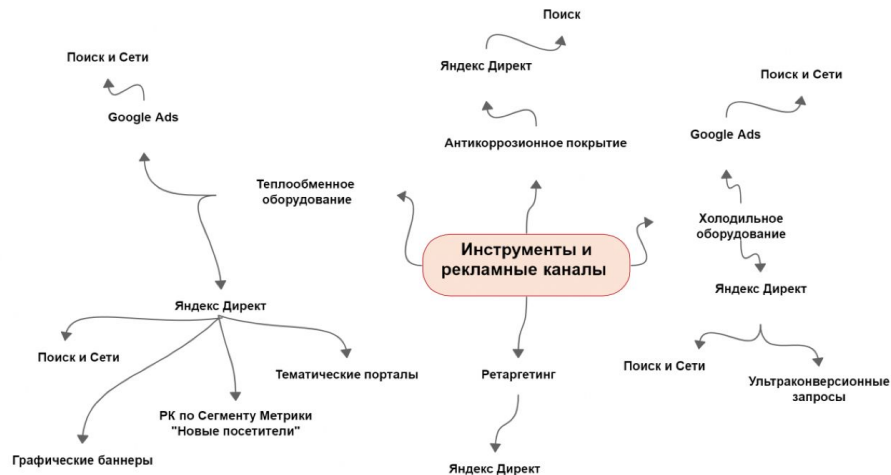 Поиск
Поиск и Сети
Яндекс Директ
Поиск и Сети
Google Ads
Google Ads
Антикоррозионное покрытие
Теплообменное
оборудование
Холодильное
оборудование
Инструменты и
рекламные каналы
Яндекс Директ
Яндекс Директ
Поиск и Сети
Тематические порталы
Ретаргетинг
Поиск и Сети
Ультраконверсионные
запросы
РК по Сегменту Метрики
"Новые посетители"
Графические баннеры
Яндекс Директ